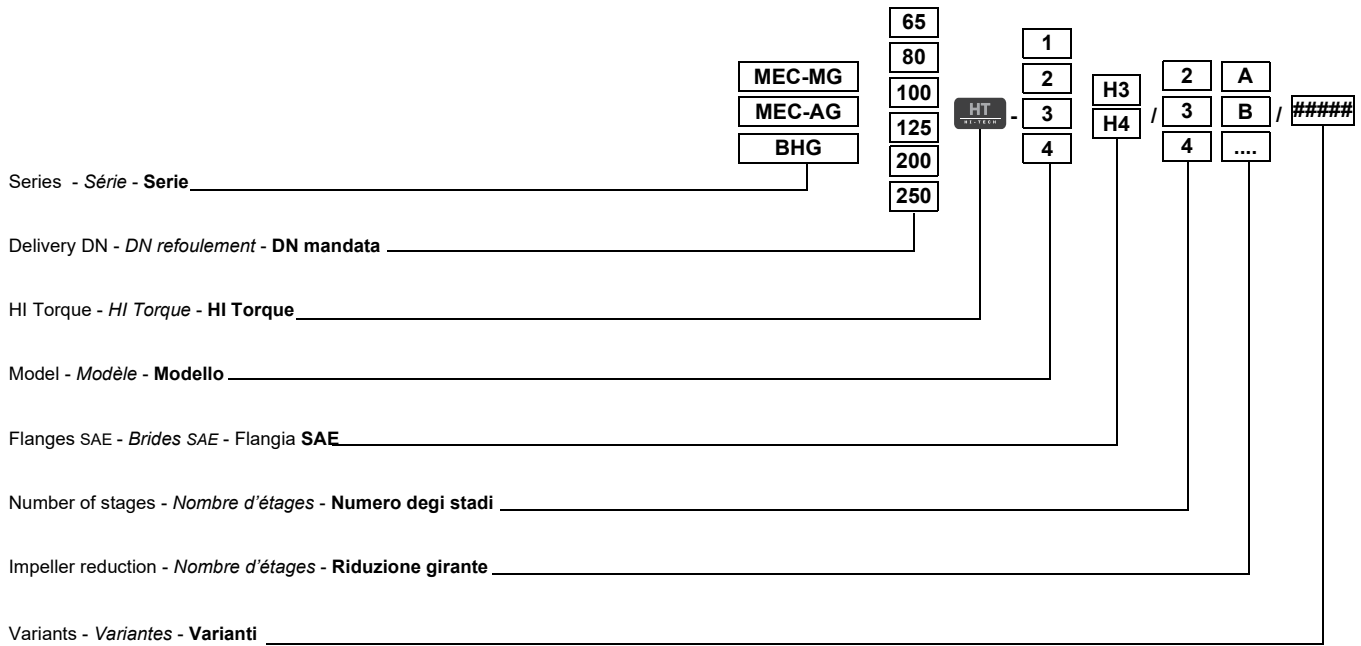 65
80
100
125
200
250
MEC-MG
MEC-AG
BHG
HT
HI-TECH
-
1
2
3
4
H3
H4
/
2
3
4
A
B
....
/
#####
Series - Série - Serie
Delivery DN - DN refoulement - DN mandata
HI Torque - HI Torque - HI Torque
Model - Modèle - Modello
Flanges SAE - Brides SAE - Flangia SAE
Number of stages - Nombre d’étages - Numero degi stadi
Impeller reduction - Nombre d’étages - Riduzione girante
Variants - Variantes - Varianti